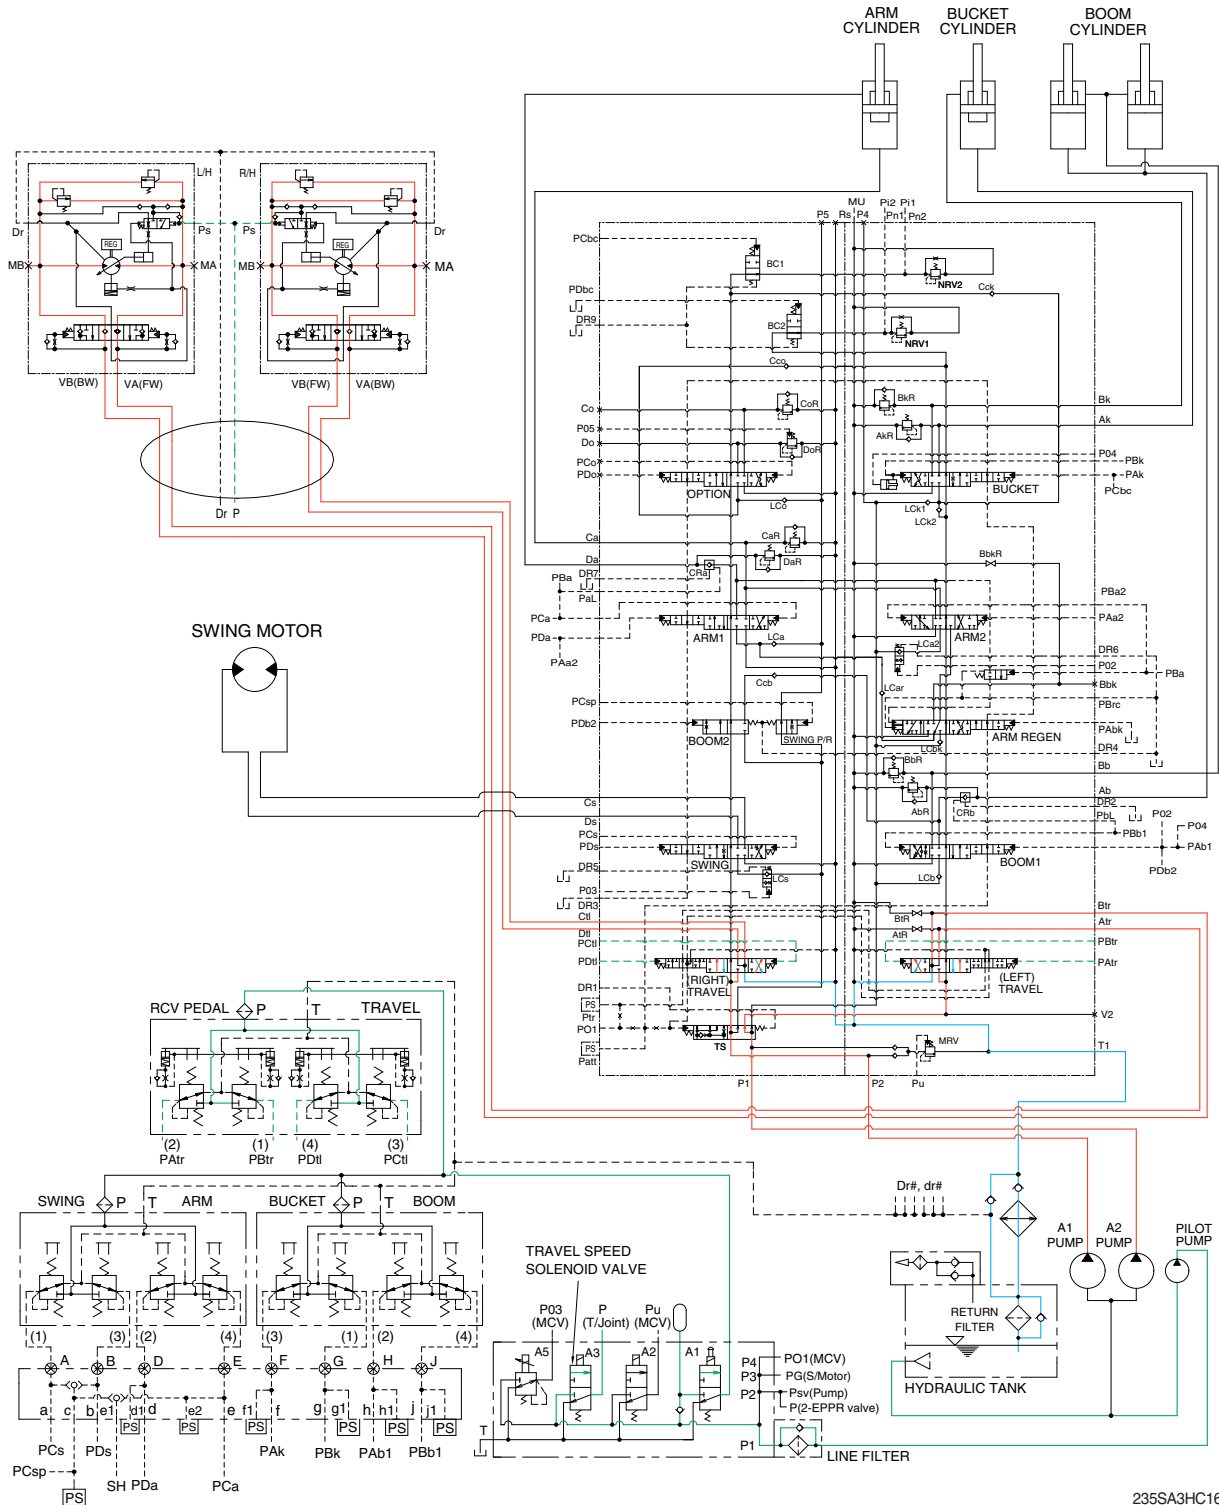 ARM
CYLINDER
BUCKET
CYLINDER
BOOM
CYLINDER
L/H
R/H
Dr
Ps
Ps
Dr
REG
REG
MB
MA
MB
MA
VB(BW)
VA(FW)
VB(FW)
VA(BW)
Dr
P
SWING MOTOR
P5
Rs
MU
P4
Pi2
Pn1
Pi1
Pn2
PCbc
BC1
NRV2
Cck
PDbc
DR9
BC2
NRV1
Cco
Co
CoR
BkR
Bk
P05
AkR
Ak
Do
DoR
P04
PCo
PBk
PDo
PAk
OPTION
BUCKET
PCbc
LCo
LCk1
LCk2
Ca
CaR
Da
DaR
BbkR
DR7
CRa
PBa
PaL
PBa2
PCa
PAa2
PDa
ARM1
ARM2
PAa2
LCa
LCa2
DR6
P02
PBa
Ccb
LCar
Bbk
PCsp
PBrc
PDb2
PAbk
BOOM2
SWING P/R
ARM REGEN
LCbk
DR4
BbR
Bb
AbR
CRb
Ab
Cs
DR2
Ds
PbL
P02
PCs
PBb1
P04
PDs
PAb1
SWING
BOOM1
PDb2
DR5
LCs
LCb
P03
DR3
Ctl
Btr
BtR
Atr
Dtl
AtR
PCtl
PBtr
PDtl
PAtr
(RIGHT)
TRAVEL
(LEFT)
TRAVEL
DR1
PS
Ptr
V2
PO1
TS
PS
MRV
T1
Patt
P1
P2
Pu
RCV PEDAL
P
T
TRAVEL
(2)
(1)
(4)
(3)
PAtr
PBtr
PDtl
PCtl
SWING
P
T
ARM
BUCKET
P
T
BOOM
(1)
(3)
(2)
(4)
(3)
(1)
(2)
(4)
A
B
D
E
F
G
H
J
a
c
b
e1
d1
d
e2
e
f1
f
g
g1
h
h1
j
j1
PS
PS
PS
PS
PS
PS
PCs
PDs
PAk
PBk
PAb1
PBb1
PCsp
SH
PDa
PCa
PS
TRAVEL SPEED
SOLENOID VALVE
P03
(MCV)
P
(T/Joint)
Pu
(MCV)
A5
A3
A2
A1
P4
PO1(MCV)
P3
PG(S/Motor)
P2
Psv(Pump)
P(2-EPPR valve)
T
P1
LINE FILTER
Dr#, dr#
A1
PUMP
A2
PUMP
PILOT
PUMP
RETURN
FILTER
HYDRAULIC TANK
235SA3HC16